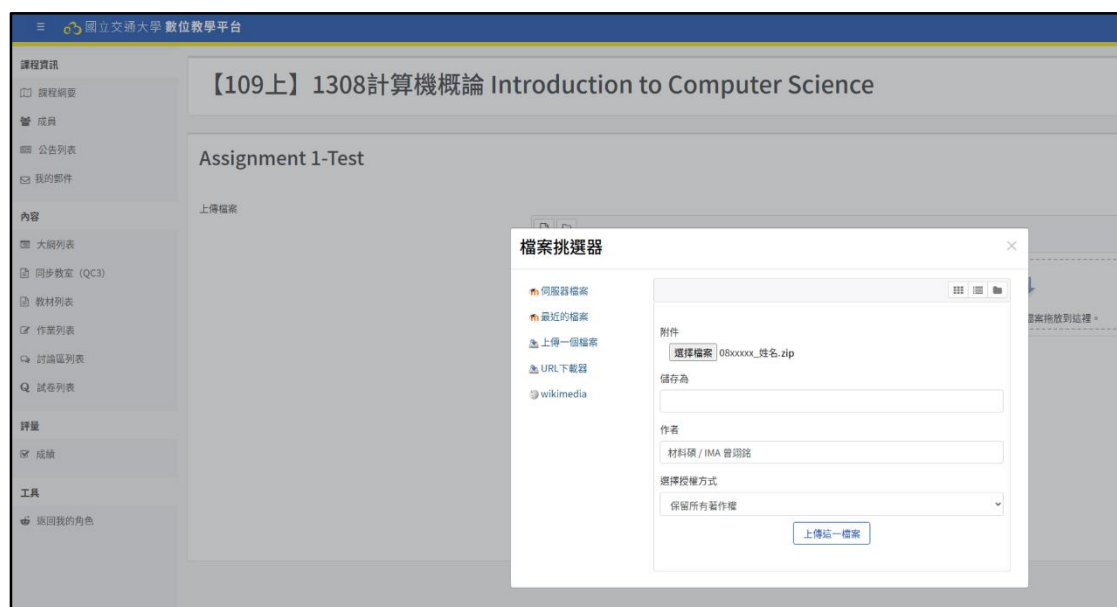 國立交通大學 數位教學平台
課程資訊
課程綱要
成員
公告列表
我的郵件
內容
大綱列表
同步教室（QC3）
教材列表
作業列表
討論區列表
試卷列表
評量
成績
工具
返回我的角色
【109上】1308計算機概論 Introduction to Computer Science
Assignment 1-Test
上傳檔案
檔案挑選器
伺服器檔案
最近的檔案
上傳一個檔案
URL下載器
wikimedia
附件
選擇檔案 08xxxxx_姓名.zip
儲存為
作者
材料碩 / IMA 曾翊銘
選擇授權方式
保留所有著作權
上傳這一檔案
檔案拖放到這裡。